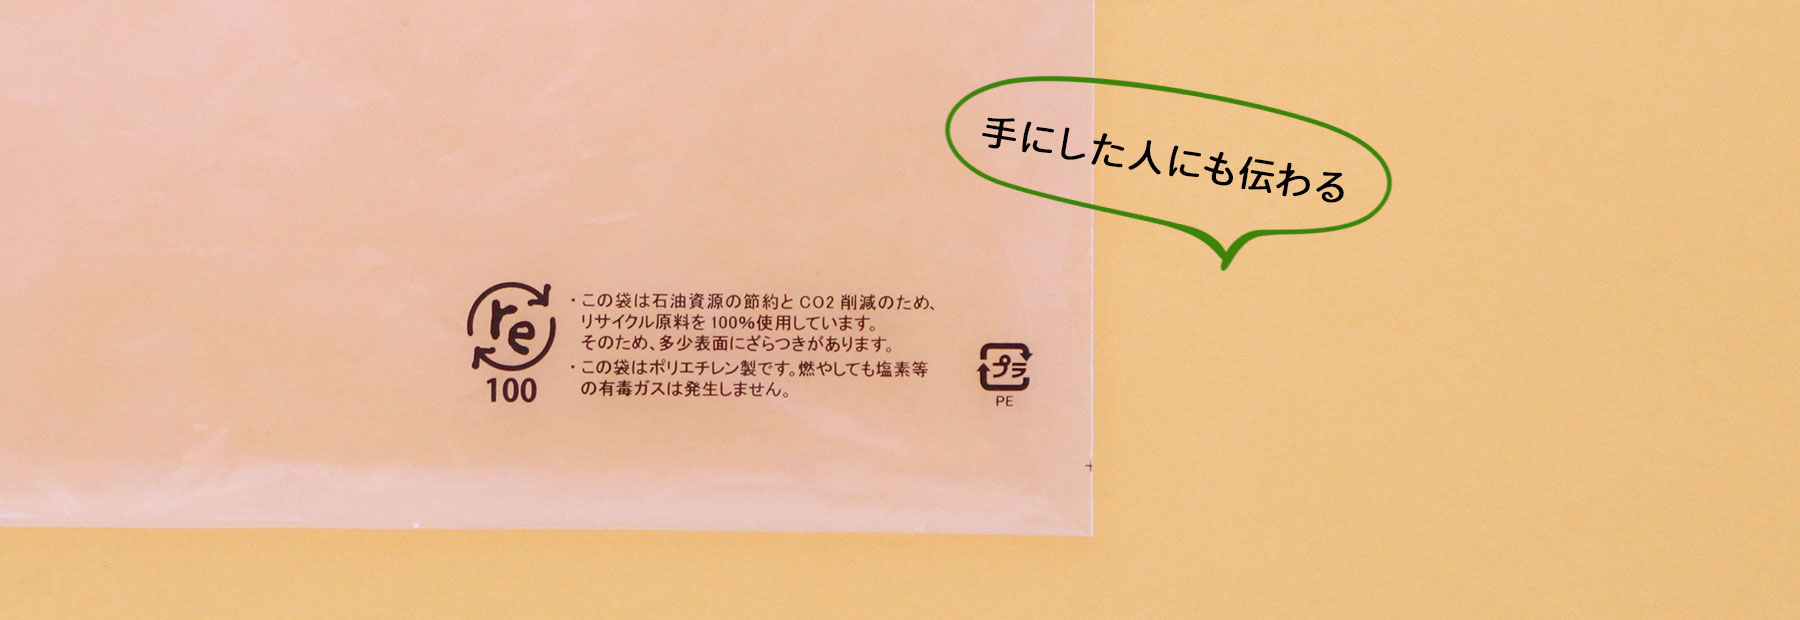 手にした人にも伝わる
re
100
・この袋は石油資源の節約とCO2削減のため、
リサイクル原料を100%使用しています。
そのため、多少表面にざらつきがあります。
・この袋はポリエチレン製です。燃やしても塩素等
の有毒ガスは発生しません。
プラ
PE